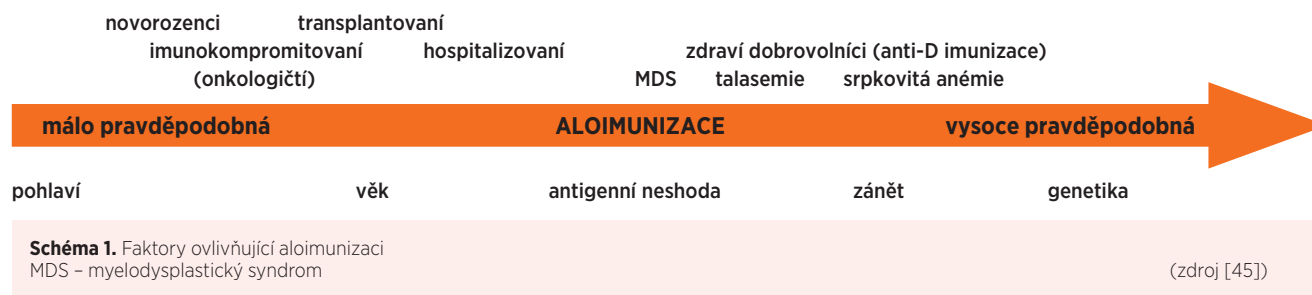 novorozenci transplantovaní
imunokompromitovaní hospitalizovaní zdraví dobrovolníci (anti-D imunizace)
(onkologičtí) MDS talasemie srpkovitá anémie
málo pravděpodobná ALOIMUNIZACE vysoce pravděpodobná
pohlaví věk antigenní neshoda zánět genetika
Schéma 1. Faktory ovlivňující aloimunizaci
MDS – myelodysplastický syndrom (zdroj [45])